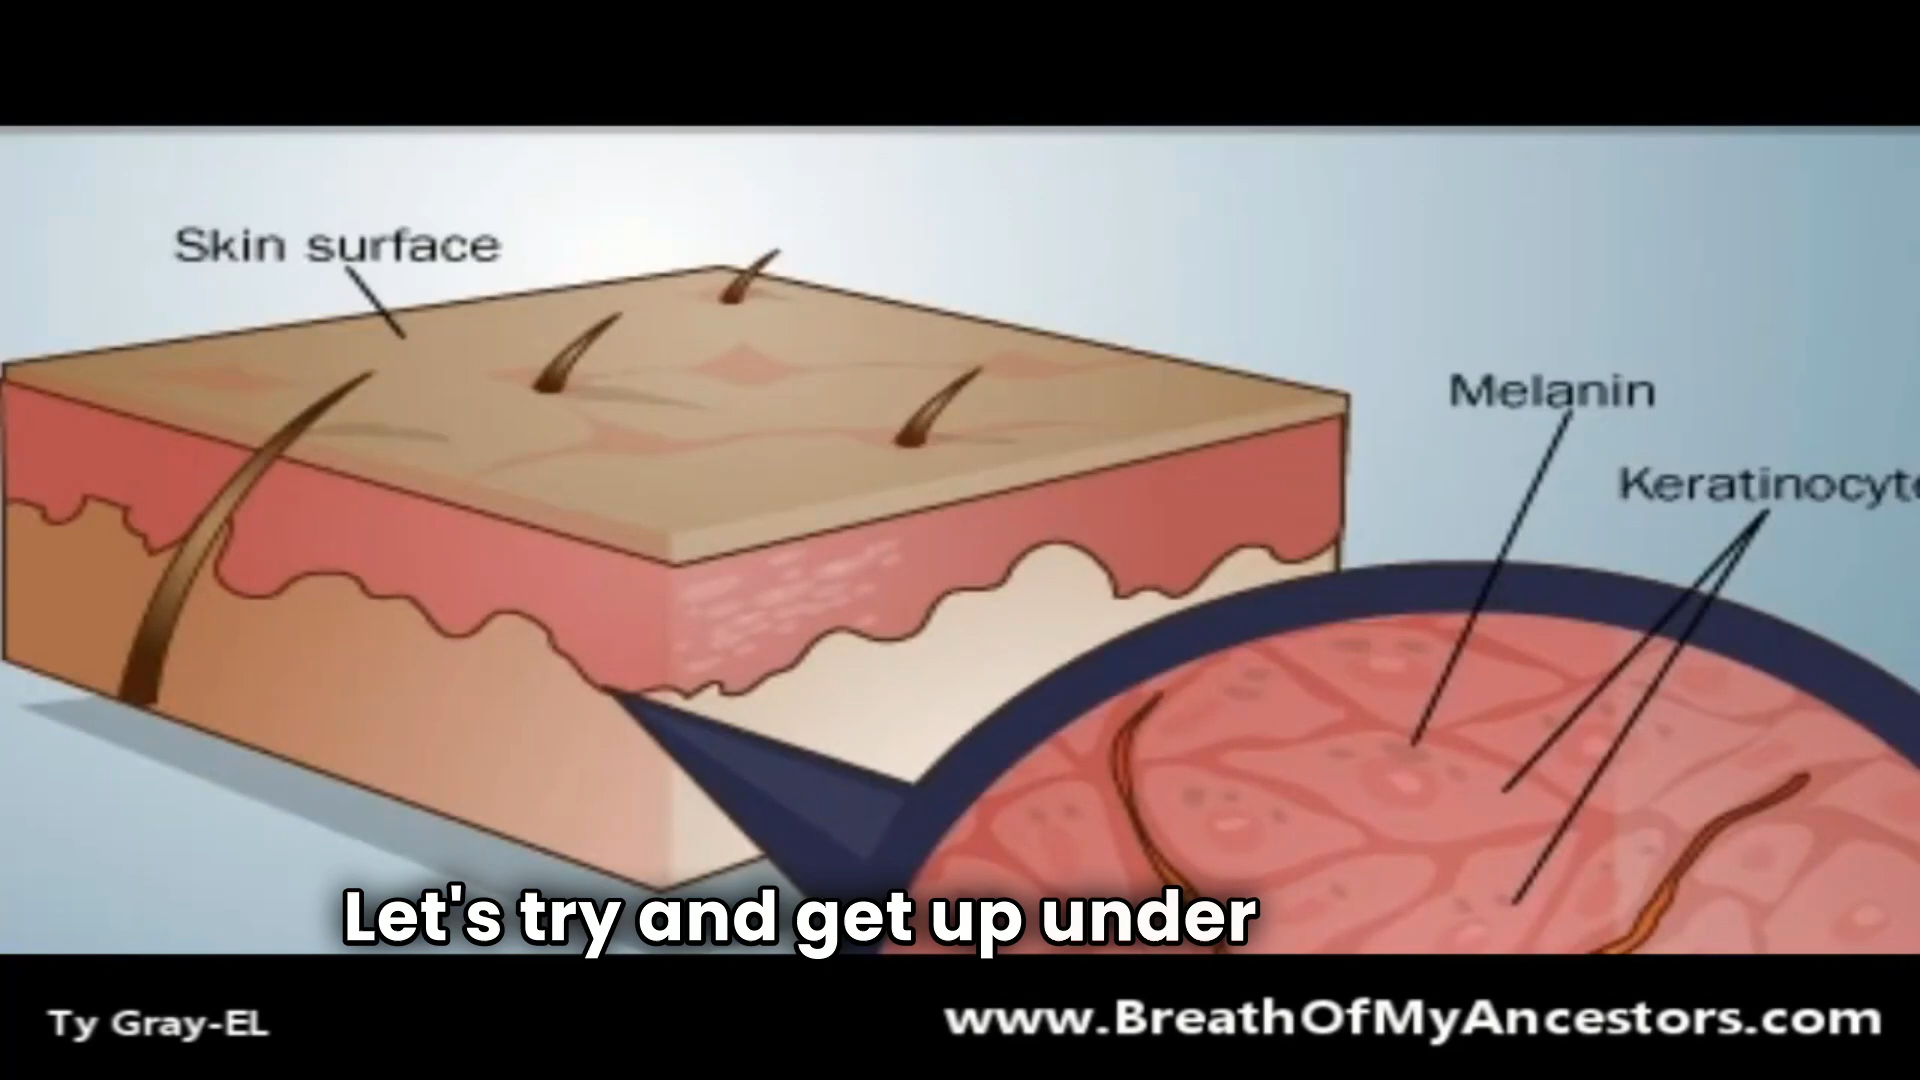 Skin surface
Melanin
Keratinocyte
Let's try and get up under
Ty Gray-EL
www.BreathOfMyAncestors.com